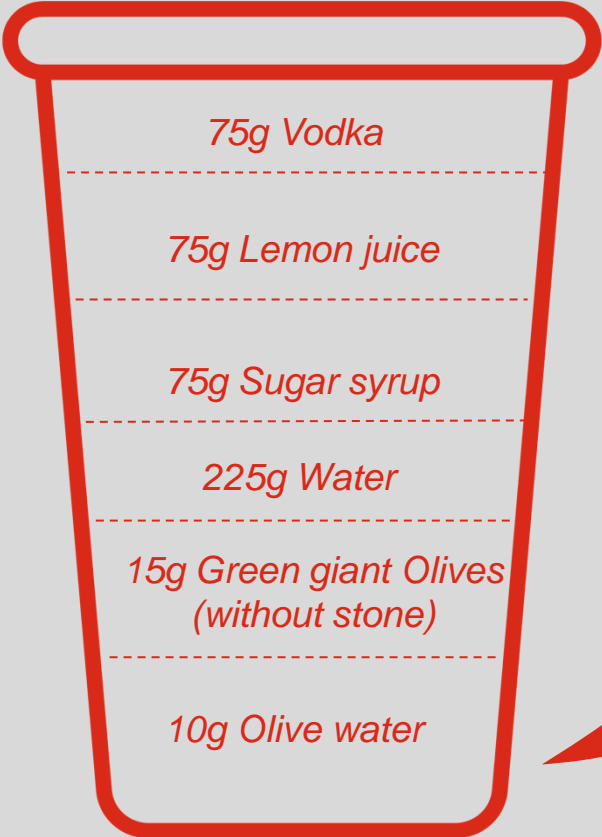 75g Vodka
75g Lemon juice
75g Sugar syrup
225g Water
15g Green giant Olives
(without stone)
10g Olive water